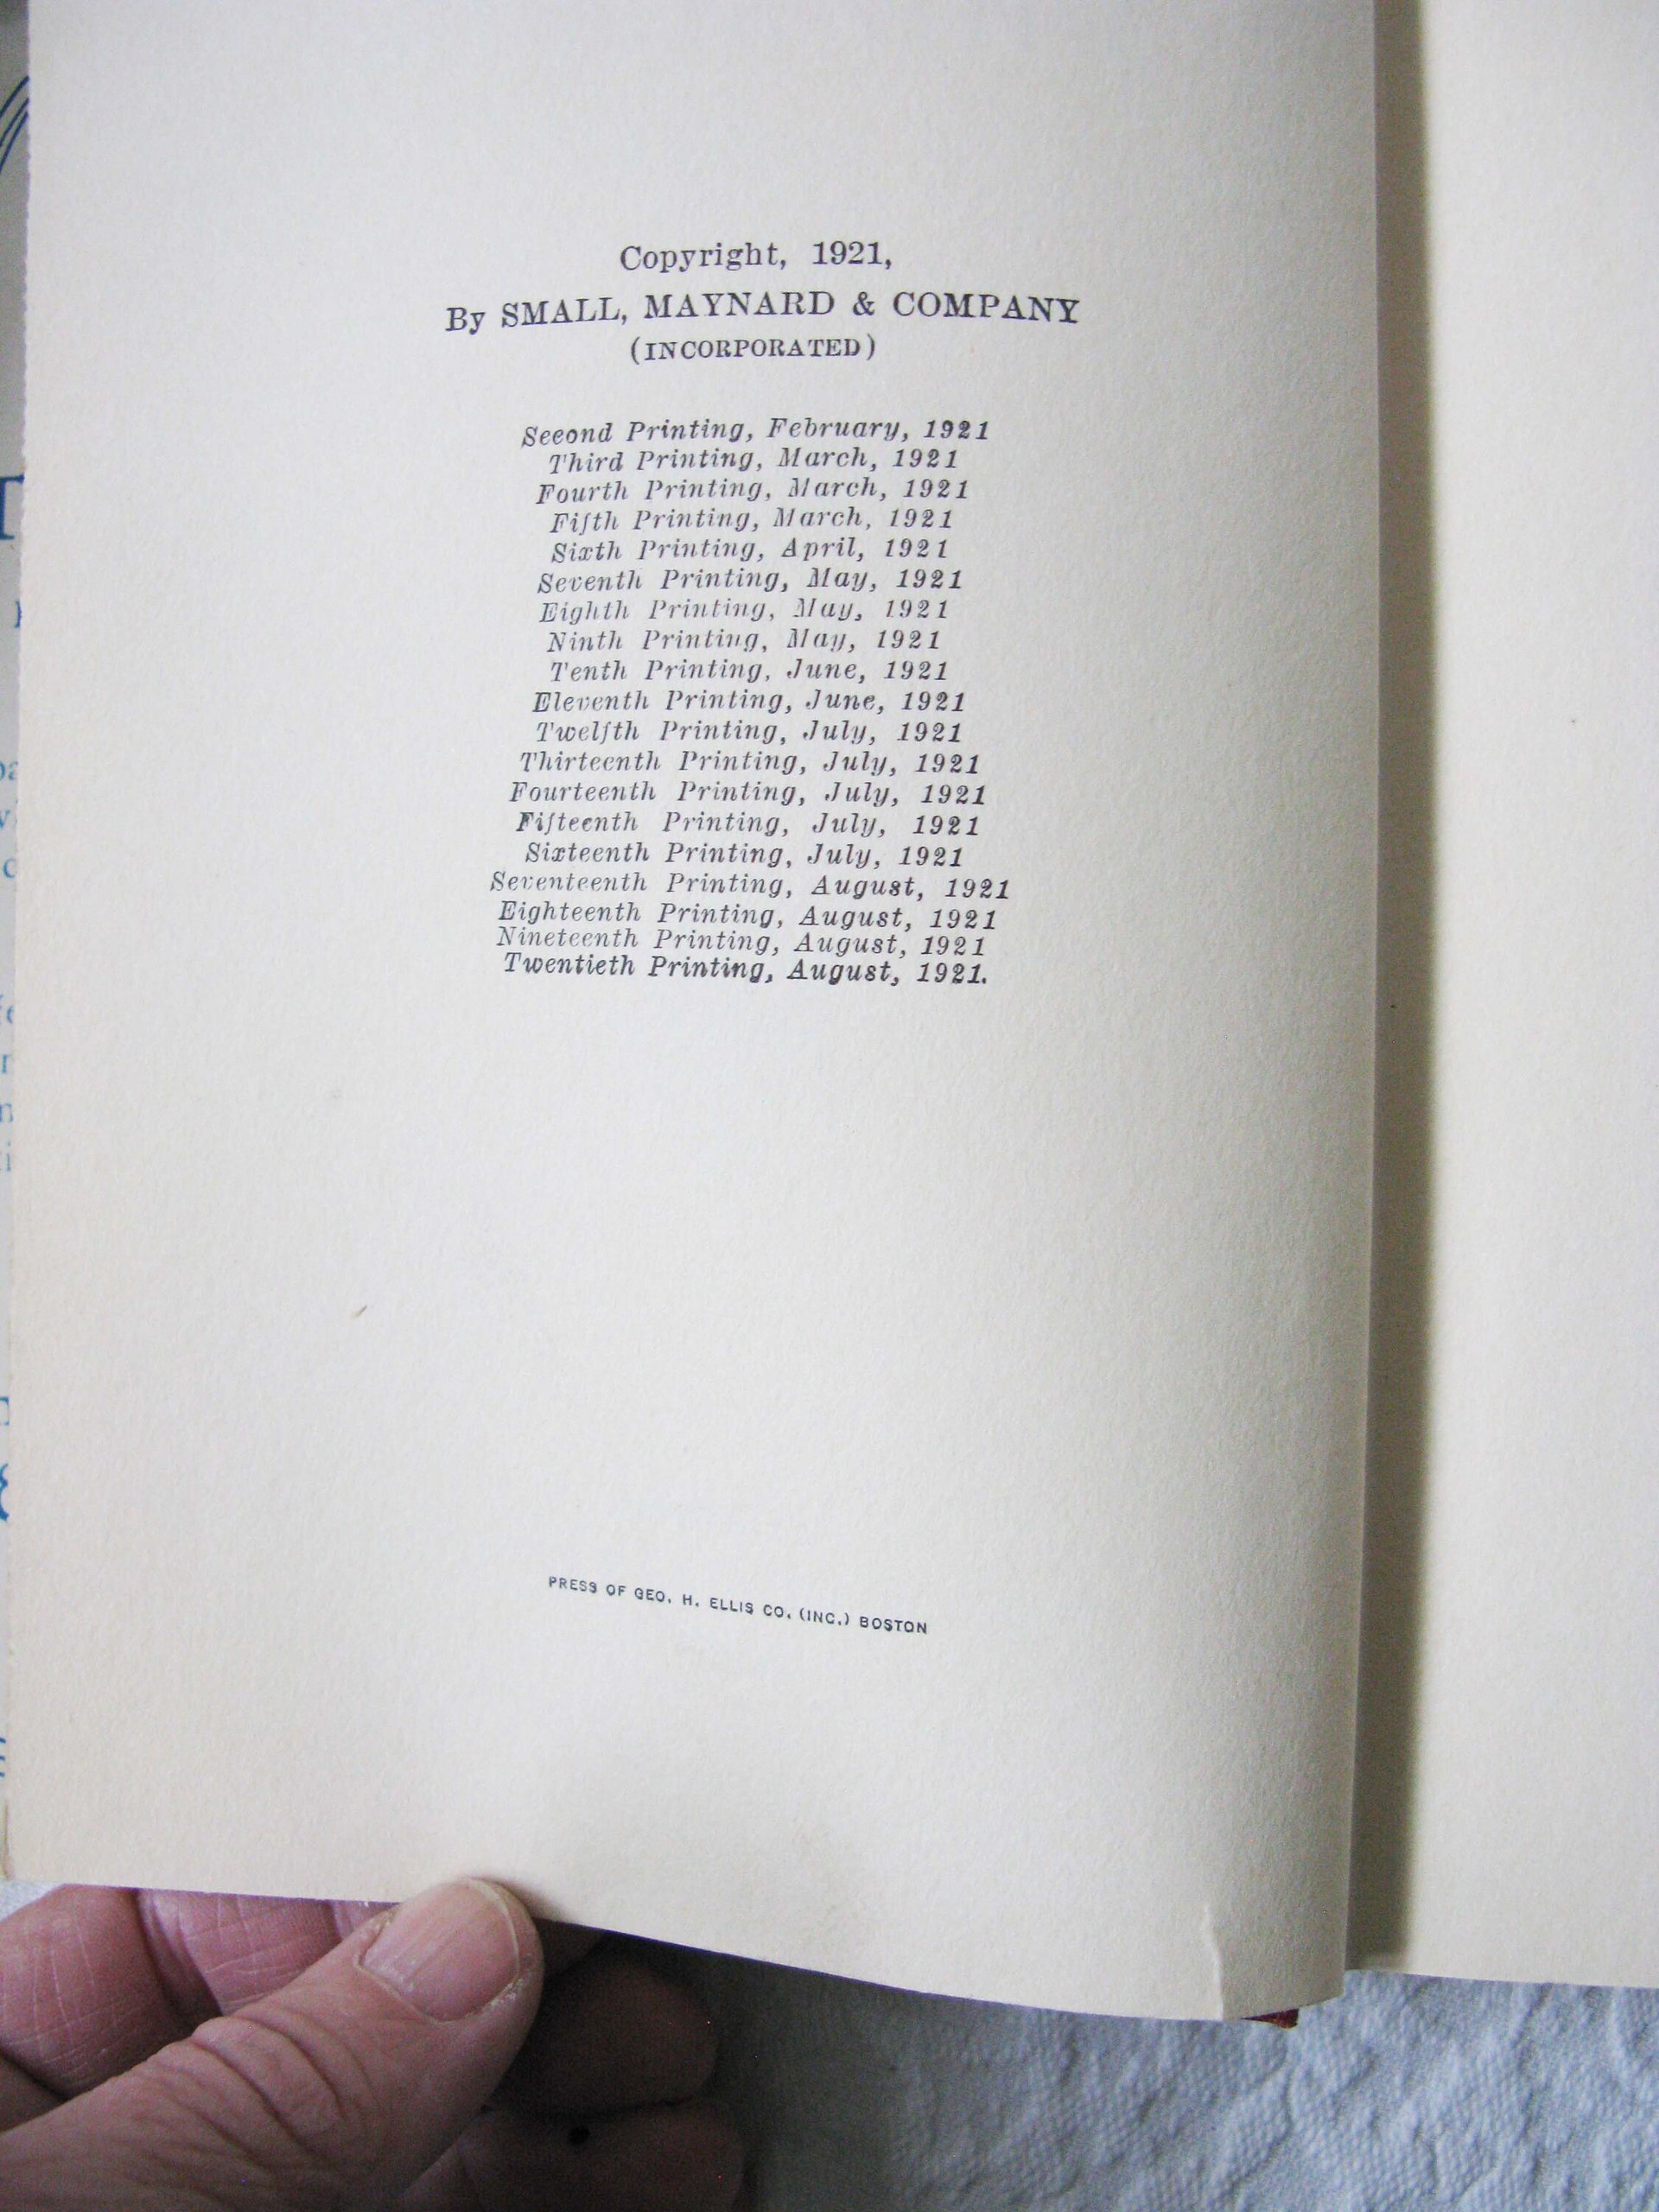 Copyright, 1921,
By SMALL, MAYNARD & COMPANY
(INCORPORATED)
Second Printing, February, 1921
Third Printing, March, 1921
Fourth Printing, March, 1921
Fifth Printing, March, 1921
Sixth Printing, April, 1921
Seventh Printing, May, 1921
Eighth Printing, May, 1921
Ninth Printing, May, 1921
Tenth Printing, June, 1921
Eleventh Printing, June, 1921
Twelfth Printing, July, 1921
Thirteenth Printing, July, 1921
Fourteenth Printing, July, 1921
Fifteenth Printing, July, 1921
Sixteenth Printing, July, 1921
Seventeenth Printing, August, 1921
Eighteenth Printing, August, 1921
Nineteenth Printing, August, 1921
Twentieth Printing, August, 1921.
PRESS OF GEO. H. ELLIS CO. (INC.) BOSTON